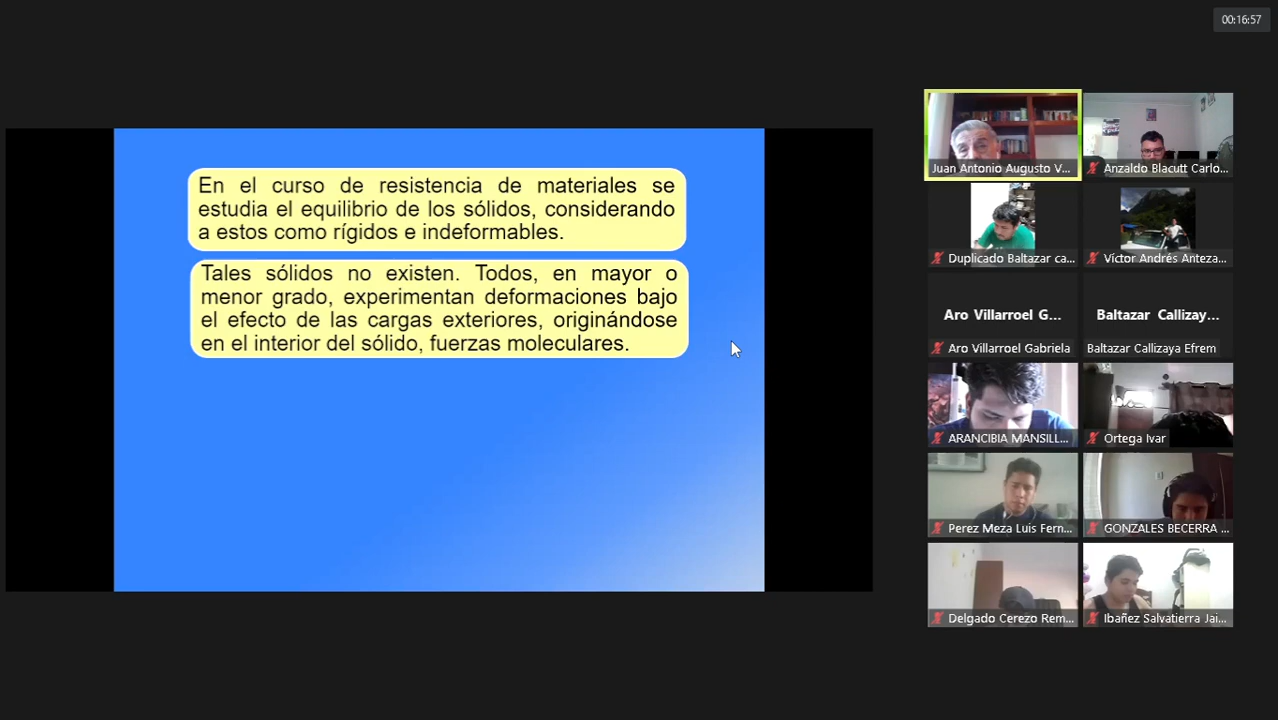 00:16:57
En el curso de resistencia de materiales se
estudia el equilibrio de los sólidos, considerando
a estos como rígidos e indeformables.
Tales sólidos no existen. Todos, en mayor o
menor grado, experimentan deformaciones bajo
el efecto de las cargas exteriores, originándose
en el interior del sólido, fuerzas moleculares.
Juan Antonio Augusto V...
Anzaldo Blacutt Carlo...
Duplicado Baltazar ca...
Víctor Andrés Anteza...
Aro Villarroel G...
Aro Villarroel Gabriela
Baltazar Callizay...
Baltazar Callizaya Efrem
ARANCIBIA MANSILL...
Ortega Ivar
Perez Meza Luis Fern...
GONZALES BECERRA ...
Delgado Cerezo Rem...
Ibañez Salvatierra Jai...